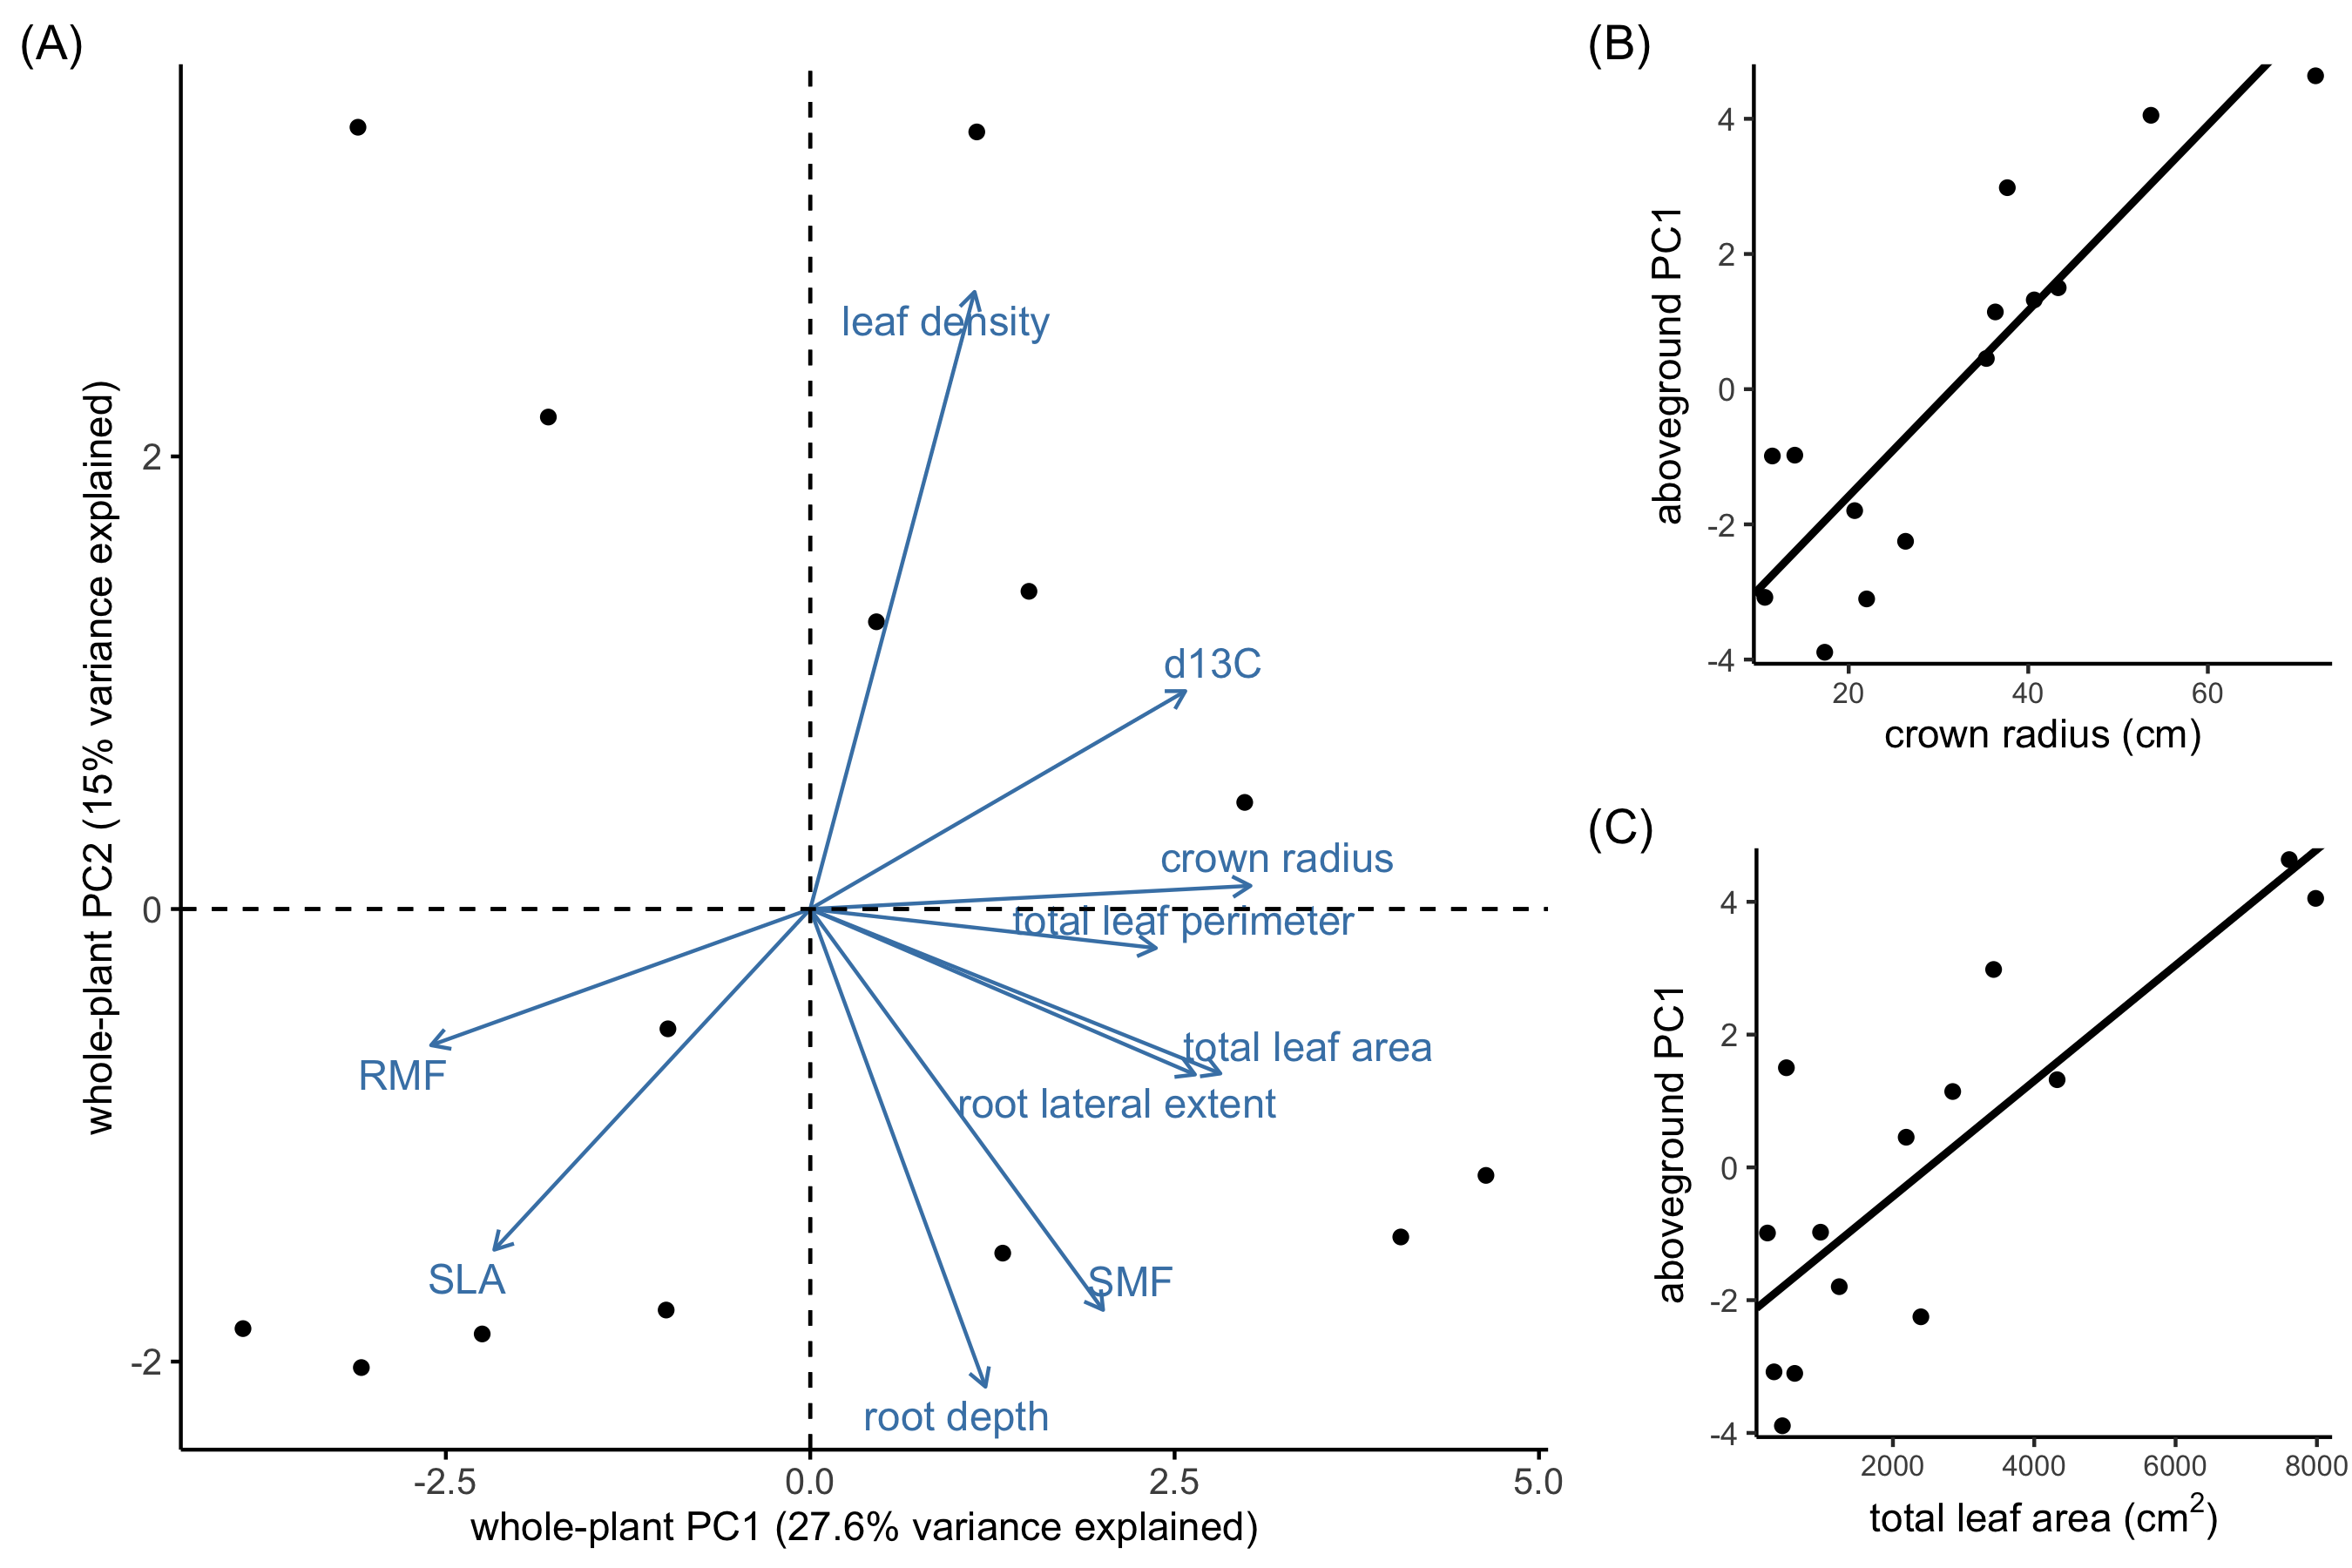 (A)
whole-plant PC2 (15% variance explained)
2
0
-2
leaf density
d13C
crown radius
total leaf perimeter
total leaf area
root lateral extent
RMF
SLA
SMF
root depth
-2.5
0.0
2.5
5.0
whole-plant PC1 (27.6% variance explained)
(B)
aboveground PC1
4
2
0
-2
-4
20
40
60
crown radius (cm)
(C)
aboveground PC1
4
2
0
-2
-4
2000
4000
6000
8000
total leaf area (cm²)